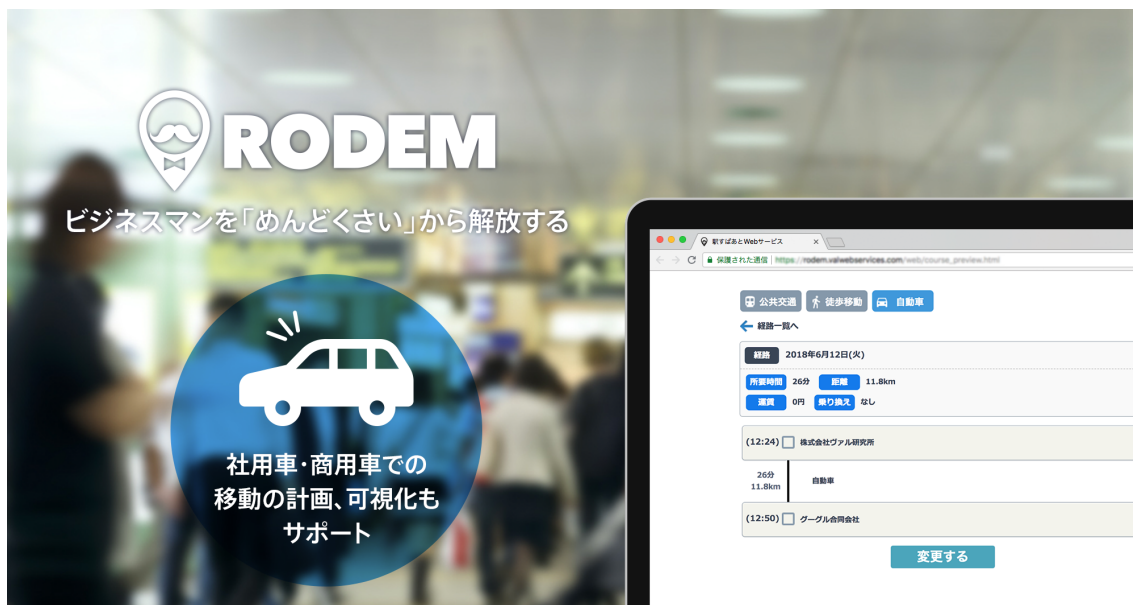 RODEM
ビジネスマンを「めんどくさい」から解放する
社用車・商用車での
移動の計画、可視化も
サポート
駅すぱあとWebサービス
保護された通信 https://rodem.valwebservices.com/web/course_preview.html
公共交通 徒歩移動 自動車
経路一覧へ
経路 2018年6月12日(火)
所要時間 26分 距離 11.8km
運賃 0円 乗り換え なし
(12:24) 株式会社ヴァル研究所
26分
11.8km
自動車
(12:50) グーグル合同会社
変更する